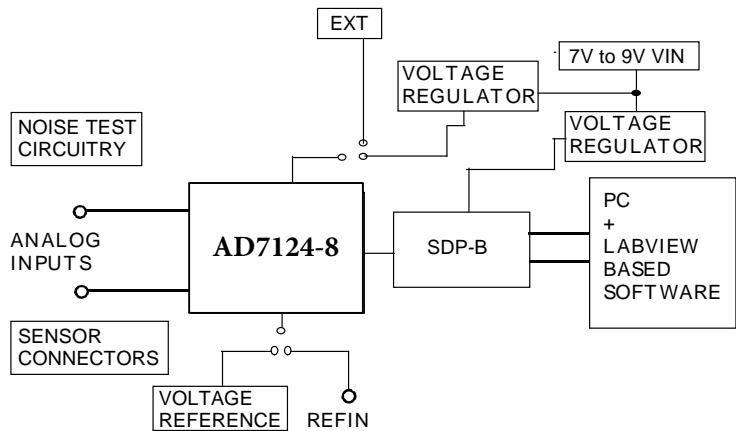 EXT
7V to 9V VIN
VOLTAGE
REGULATOR
VOLTAGE
REGULATOR
NOISE TEST
CIRCUITRY
ANALOG
INPUTS
AD7124-8
SDP-B
PC
+
LABVIEW
BASED
SOFTWARE
SENSOR
CONNECTORS
VOLTAGE
REFERENCE
REFIN